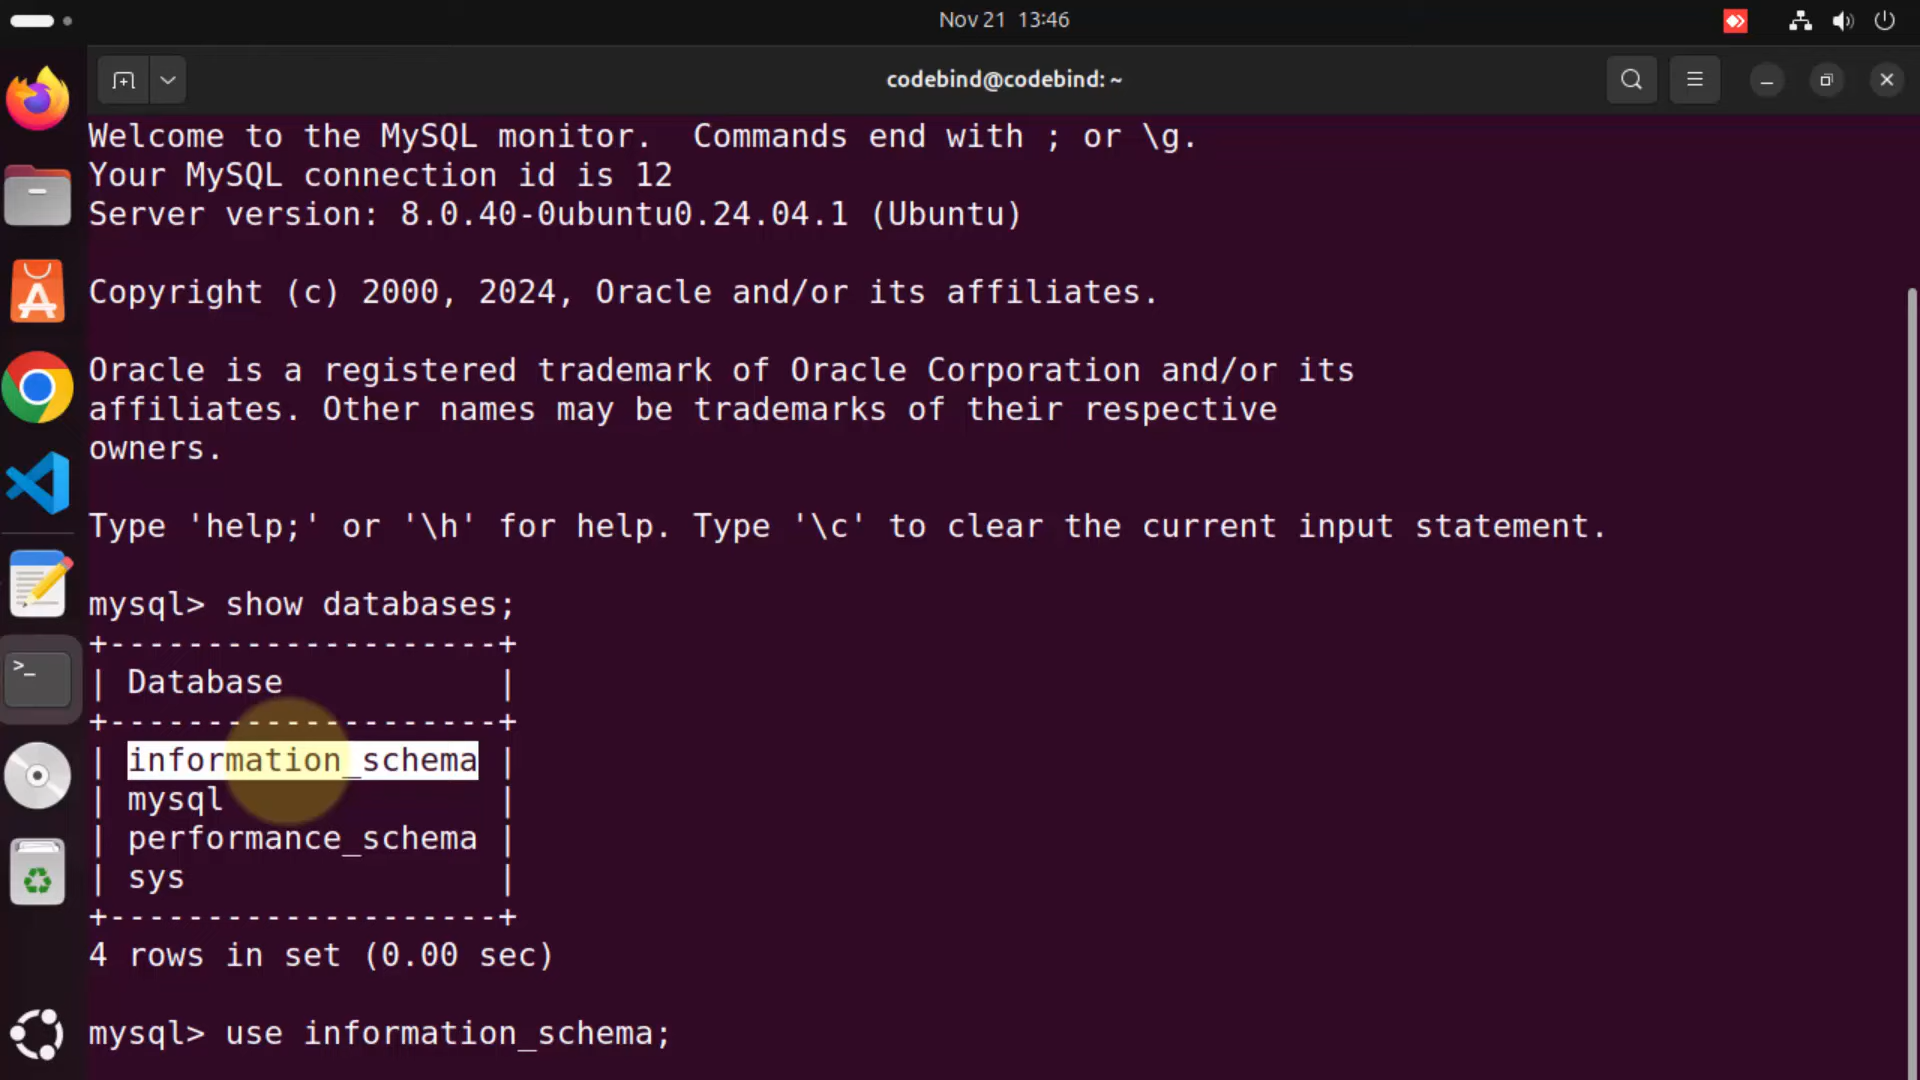 Nov 21 13:46
codebind@codebind: ~
Welcome to the MySQL monitor.  Commands end with ; or \g.
Your MySQL connection id is 12
Server version: 8.0.40-0ubuntu0.24.04.1 (Ubuntu)
Copyright (c) 2000, 2024, Oracle and/or its affiliates.
Oracle is a registered trademark of Oracle Corporation and/or its
affiliates. Other names may be trademarks of their respective
owners.
Type 'help;' or '\h' for help. Type '\c' to clear the current input statement.
mysql> show databases;
+--------------------+
| Database           |
+--------------------+
| information_schema |
| mysql              |
| performance_schema |
| sys                |
+--------------------+
4 rows in set (0.00 sec)
mysql> use information_schema;